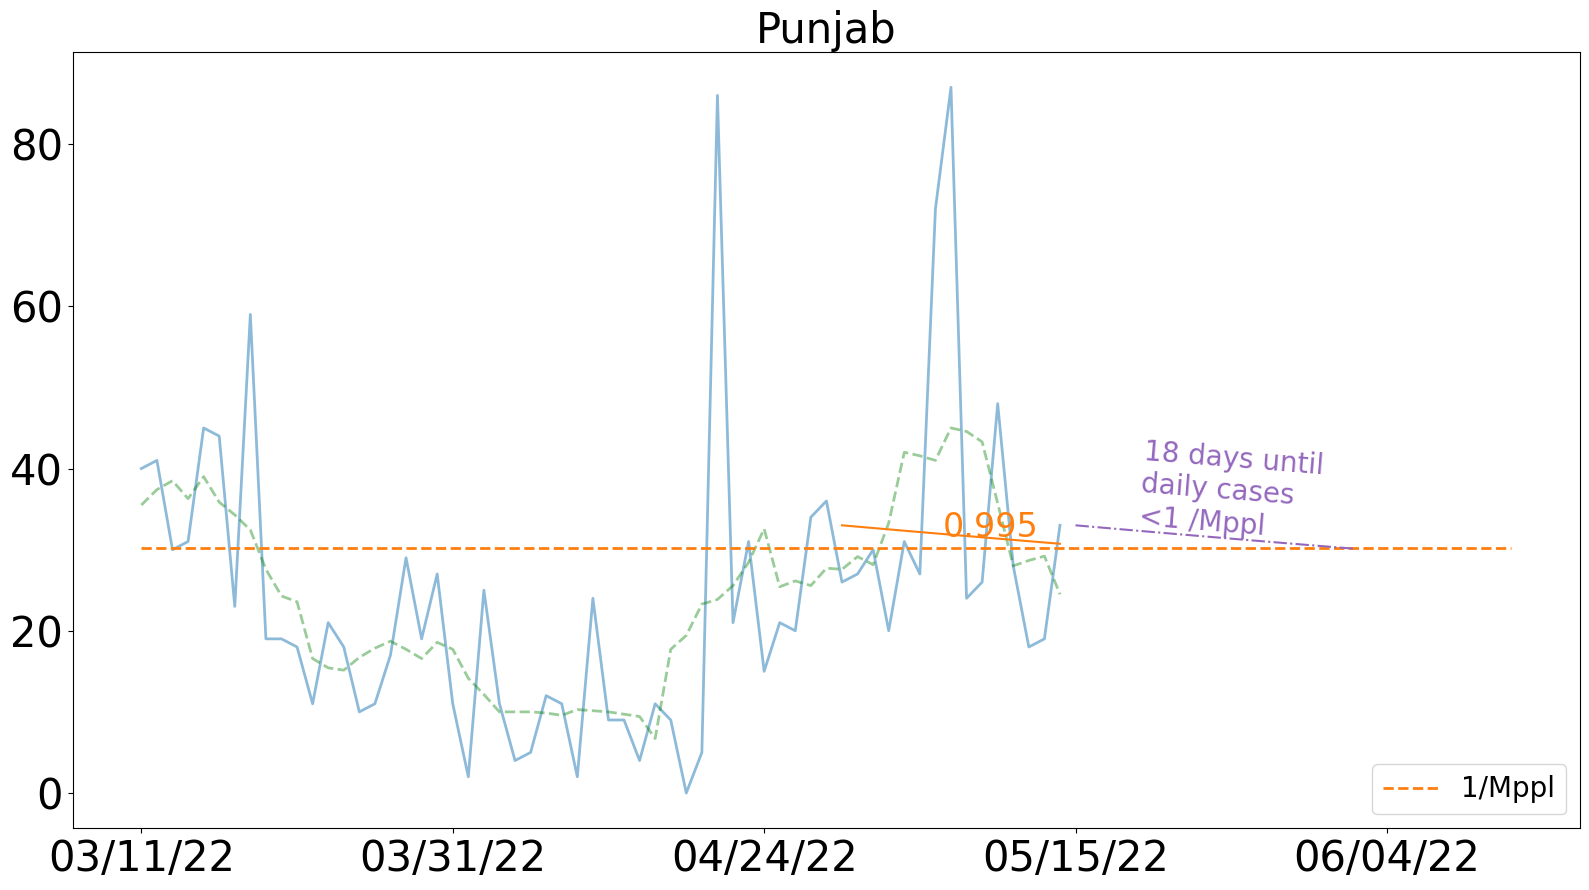 Punjab
80
60
40
20
0
18 days until
daily cases
<1 /Mppl
0.995
1/Mppl
03/11/22
03/31/22
04/24/22
05/15/22
06/04/22